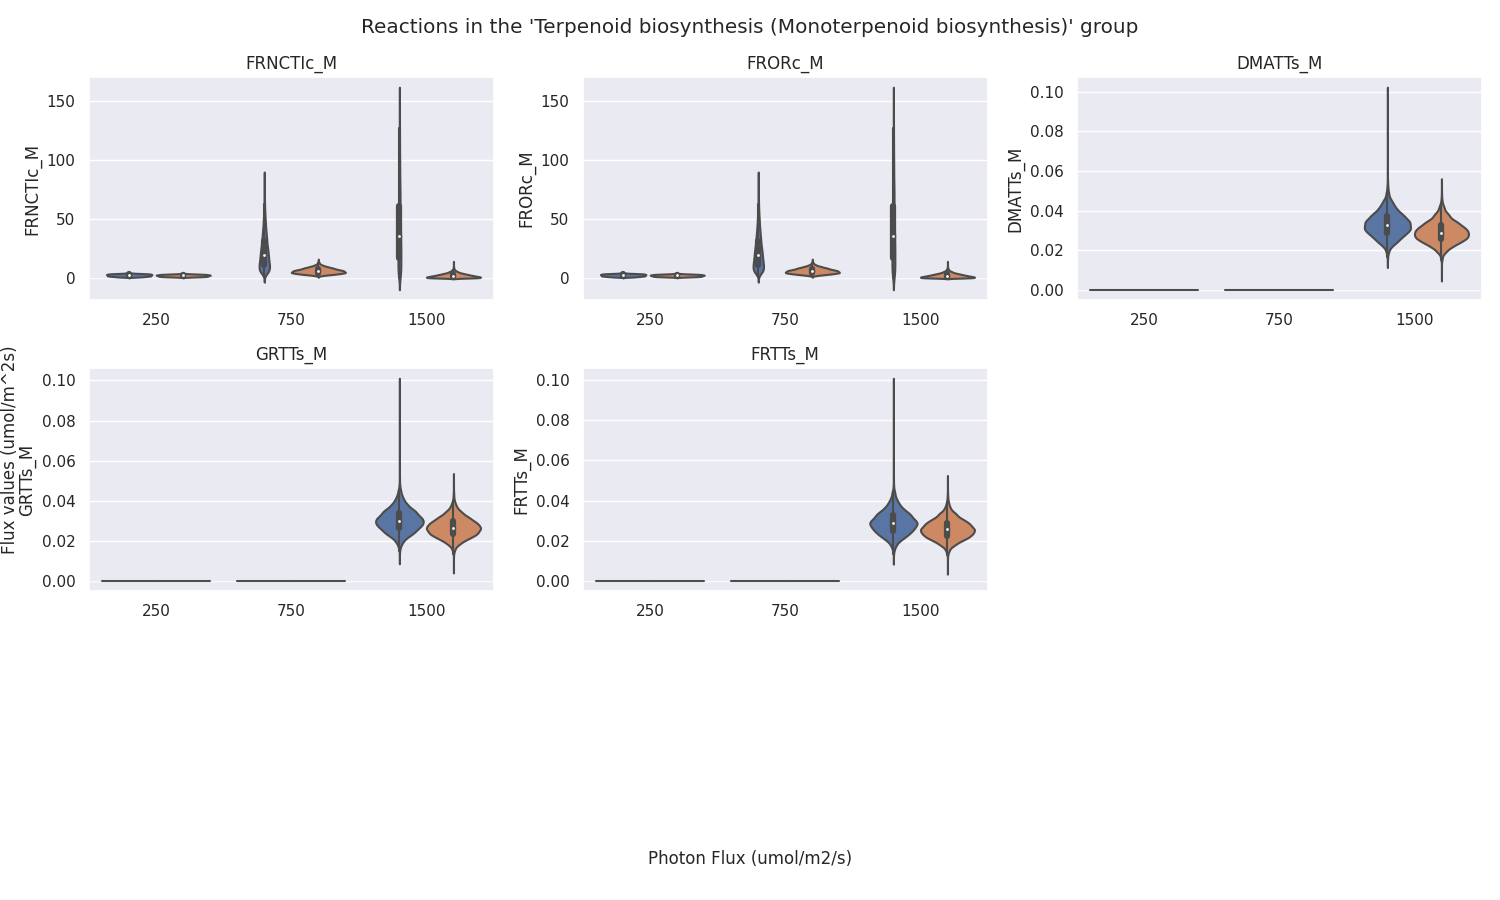 Reactions in the 'Terpenoid biosynthesis (Monoterpenoid biosynthesis)' group
FRNCTIc_M
FRNCTIc_M
150
100
50
0
250 750 1500
FRORc_M
FRORc_M
150
100
50
0
250 750 1500
DMATTs_M
DMATTs_M
0.10
0.08
0.06
0.04
0.02
0.00
250 750 1500
Flux values (umol/m^2s)
GRTTs_M
GRTTs_M
0.10
0.08
0.06
0.04
0.02
0.00
250 750 1500
FRTTs_M
FRTTs_M
0.10
0.08
0.06
0.04
0.02
0.00
250 750 1500
Photon Flux (umol/m2/s)